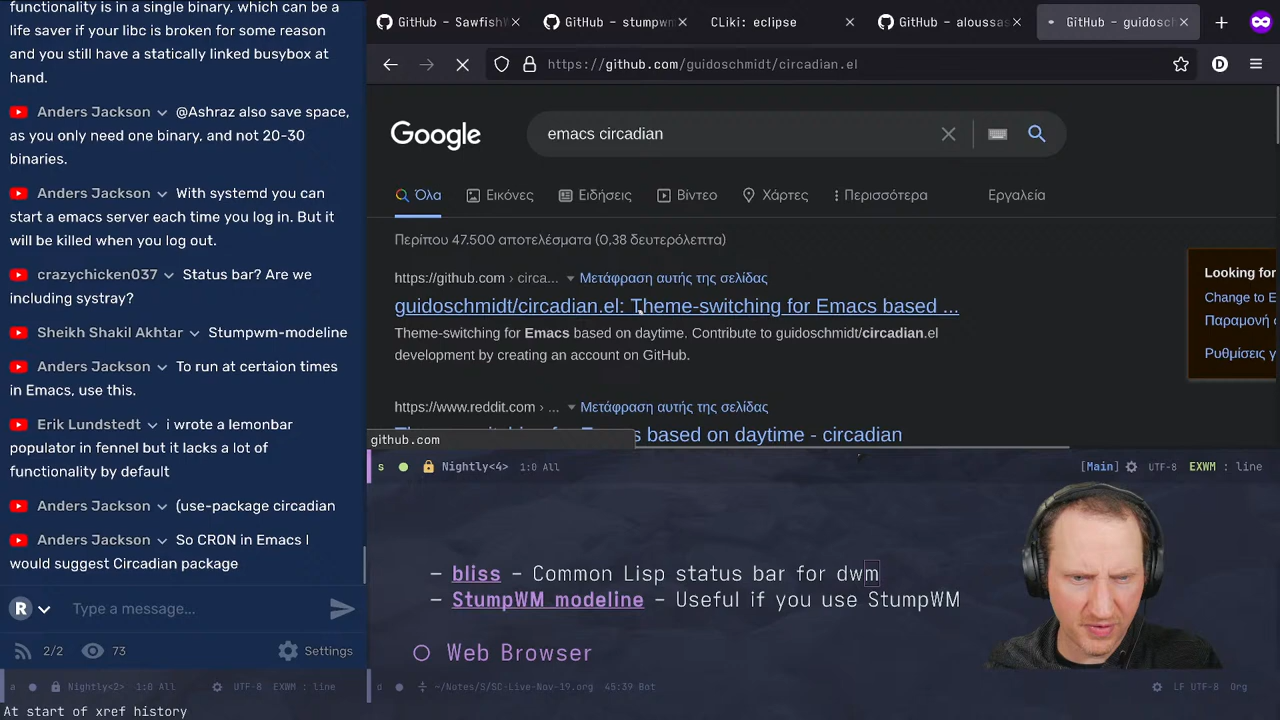 functionality is in a single binary, which can be a
life saver if your libc is broken for some reason
and you still have a statically linked busybox at
hand.
Anders Jackson @Ashraz also save space,
as you only need one binary, and not 20-30
binaries.
Anders Jackson With systemd you can
start a emacs server each time you log in. But it
will be killed when you log out.
crazychicken037 Status bar? Are we
including systray?
Sheikh Shakil Akhtar Stumpwm-modeline
Anders Jackson To run at certaion times
in Emacs, use this.
Erik Lundstedt i wrote a lemonbar
populator in fennel but it lacks a lot of
functionality by default
Anders Jackson (use-package circadian
Anders Jackson So CRON in Emacs I
would suggest Circadian package
R Type a message...
2/2 73 Settings
a Nightly<2> 1:0 All UTF-8 EXWM : line
At start of xref history
GitHub - SawfishW GitHub - stumpwm CLiki: eclipse GitHub - aloussas GitHub - guidosch
https://github.com/guidoschmidt/circadian.el
Google emacs circadian
Όλα Εικόνες Ειδήσεις Βίντεο Χάρτες Περισσότερα Εργαλεία
Περίπου 47.500 αποτελέσματα (0,38 δευτερόλεπτα)
https://github.com › circa... Μετάφραση αυτής της σελίδας
guidoschmidt/circadian.el: Theme-switching for Emacs based ...
Theme-switching for Emacs based on daytime. Contribute to guidoschmidt/circadian.el
development by creating an account on GitHub.
https://www.reddit.com › ... Μετάφραση αυτής της σελίδας
based on daytime - circadian
github.com
Looking for
Change to E
Παραμονή σ
Ρυθμίσεις γ
s Nightly<4> 1:0 All [Main] UTF-8 EXWM : line
– bliss – Common Lisp status bar for dwm
– StumpWM modeline – Useful if you use StumpWM
Web Browser
a ~/Notes/S/SC-Live-Nov-19.org 45:39 Bot LF UTF-8 Org